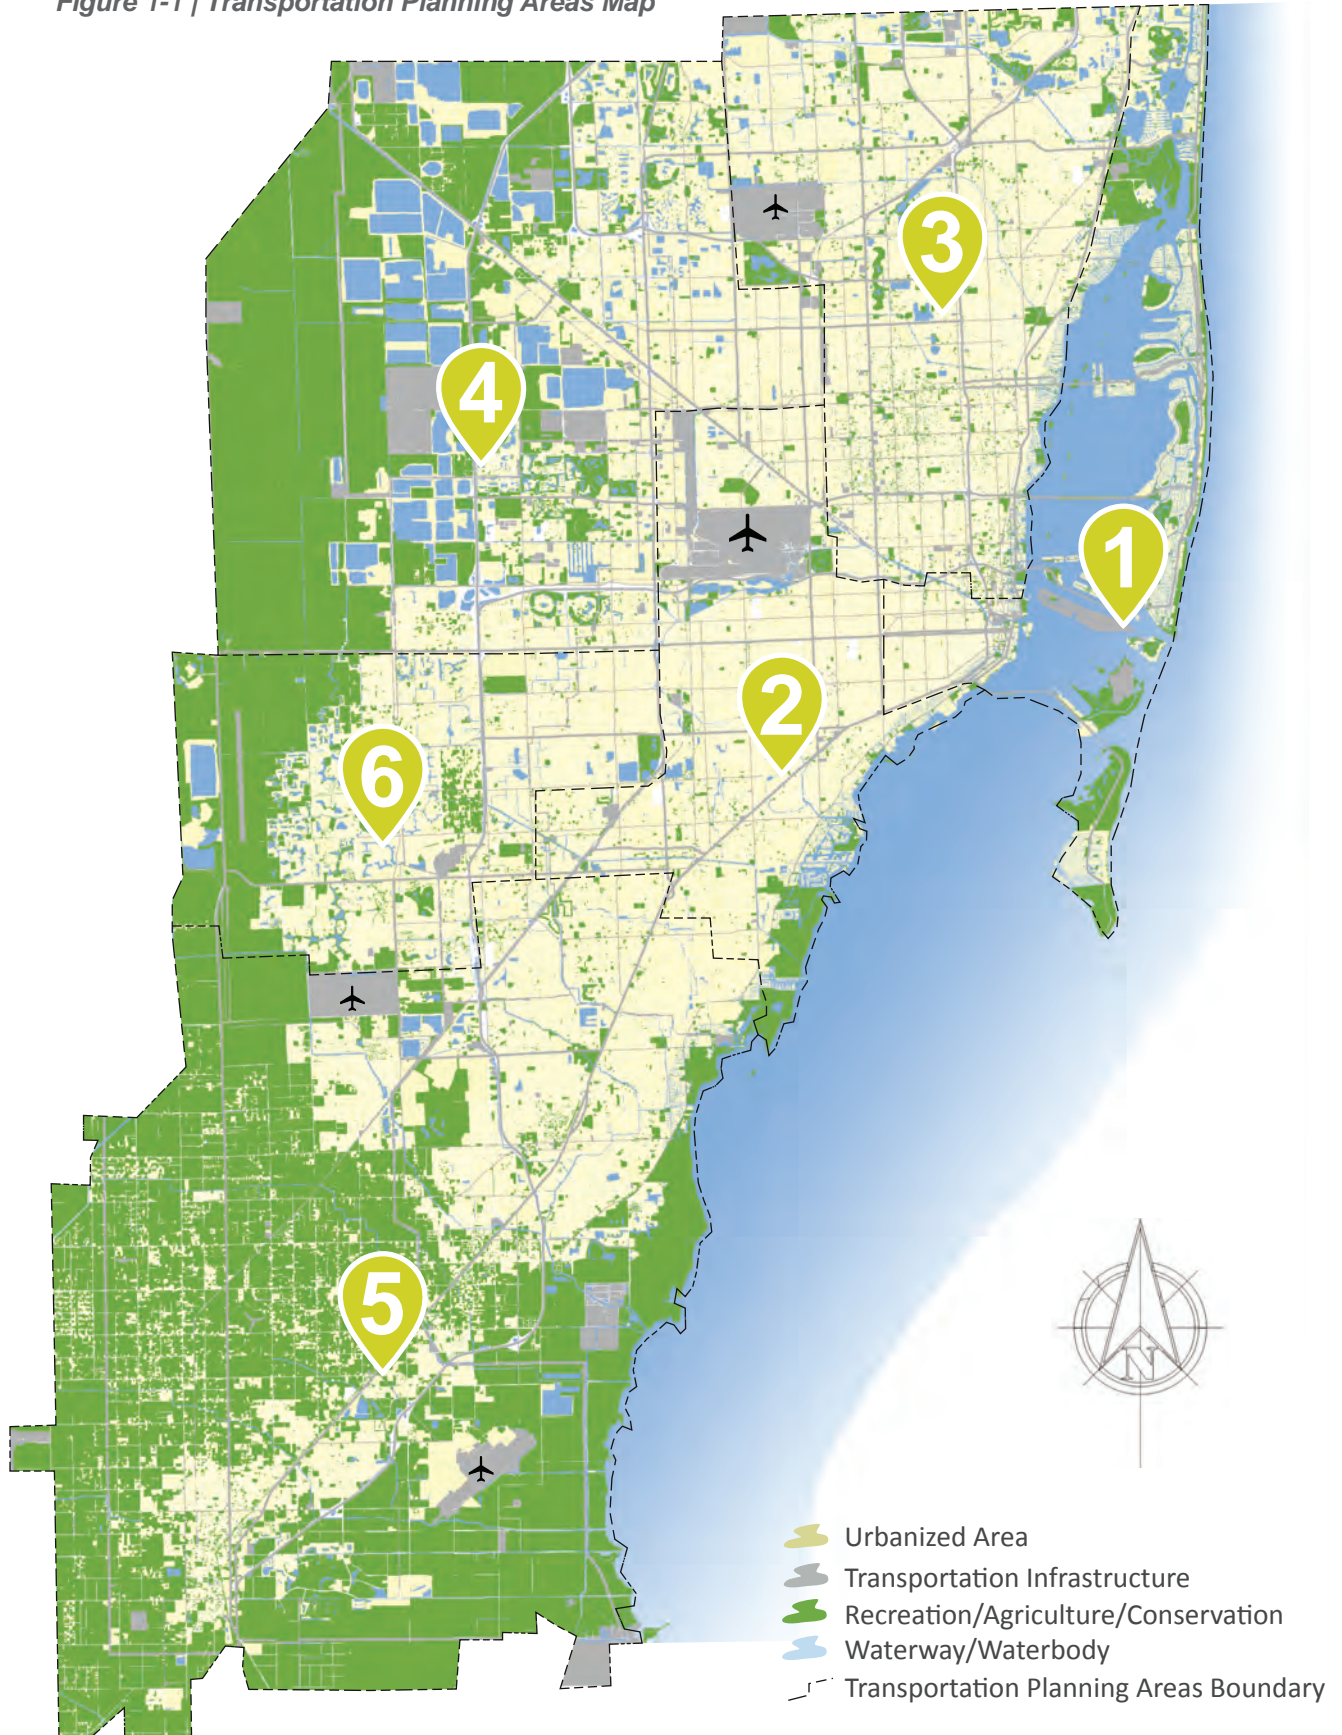 Figure 1-1 | Transportation Planning Areas Map
3
4
1
2
6
5
N
Urbanized Area
Transportation Infrastructure
Recreation/Agriculture/Conservation
Waterway/Waterbody
Transportation Planning Areas Boundary